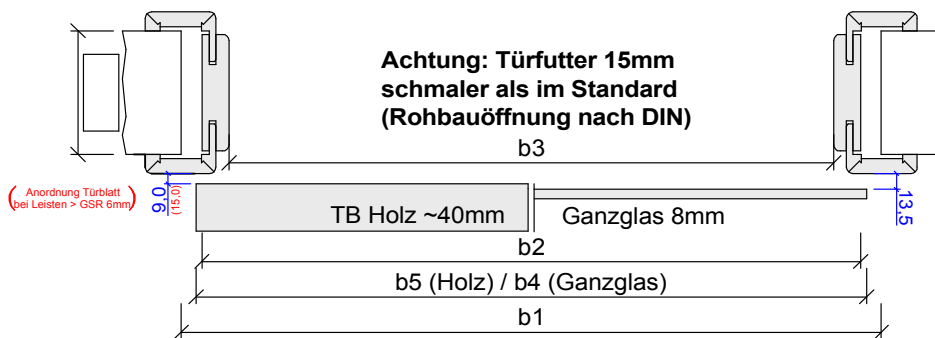 Achtung: Türfutter 15mm
schmaler als im Standard
(Rohbauöffnung nach DIN)
b3
(Anordnung Türblatt
bei Leisten > GSR 6mm)
9,0
(15,0)
13,5
TB Holz ~40mm
Ganzglas 8mm
b2
b5 (Holz) / b4 (Ganzglas)
b1